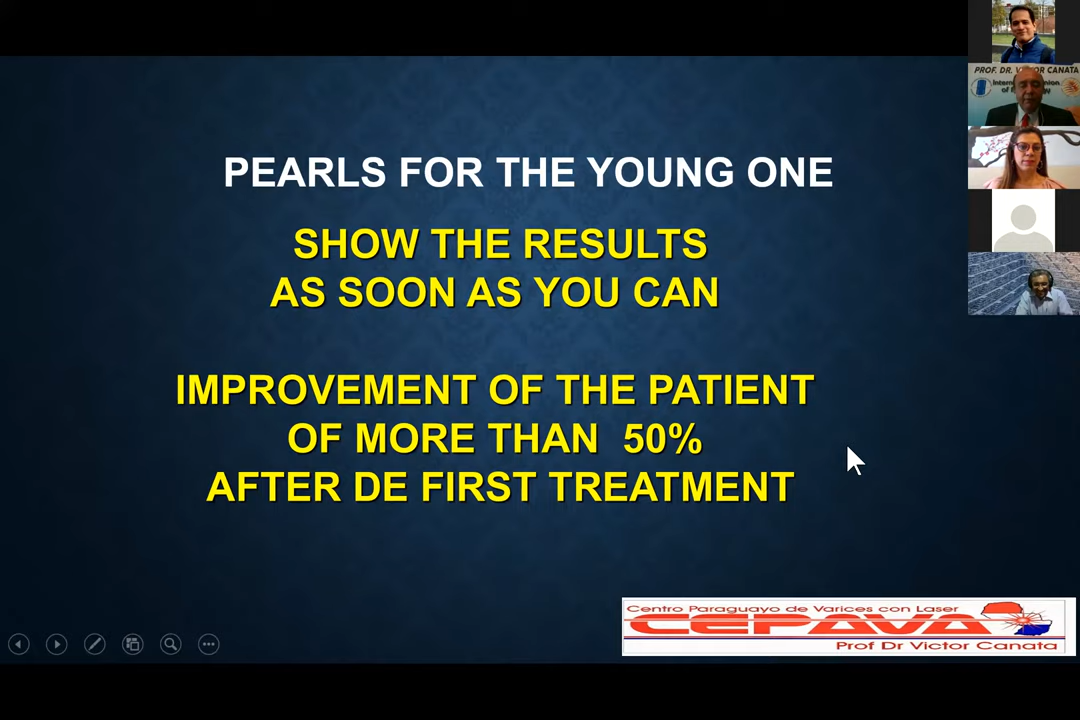 PEARLS FOR THE YOUNG ONE
SHOW THE RESULTS
AS SOON AS YOU CAN
IMPROVEMENT OF THE PATIENT
OF MORE THAN 50%
AFTER DE FIRST TREATMENT
Centro Paraguayo de Varices con Laser
CEPAVA
Prof Dr Victor Canata
PROF. DR. VICTOR CANATA